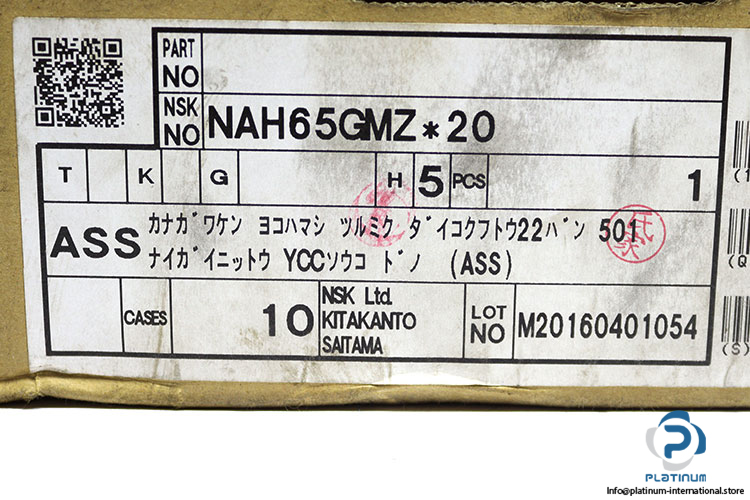 PART NO
NSK NO NAH65GMZ*20
T K G H 5 PCS 1
ASS カナガワケン ヨコハマシ ツルミク ダイコクフトウ22バン 501
ナイガイニットウ YCCソウコ ドノ (ASS)
CASES 10 NSK Ltd. KITAKANTO SAITAMA LOT NO M20160401054
(1
(Q
(S)
PLATINUM
Info@platinum-international.store